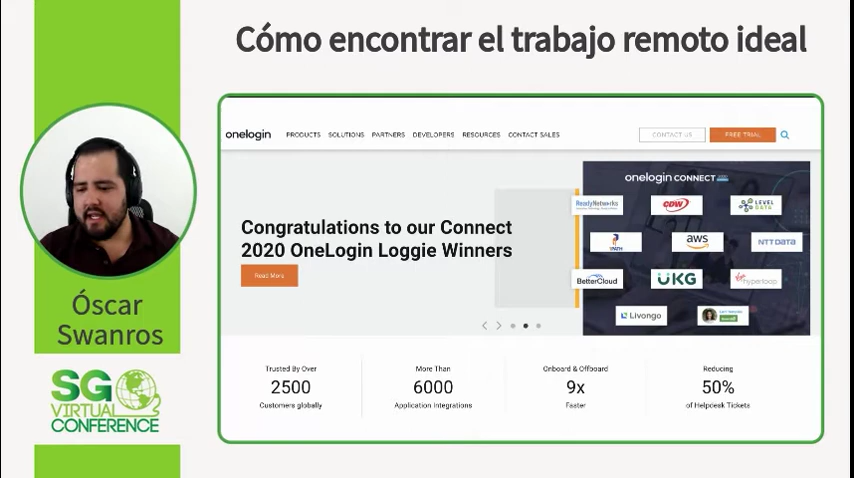 Cómo encontrar el trabajo remoto ideal
onelogin PRODUCTS SOLUTIONS PARTNERS DEVELOPERS RESOURCES CONTACT SALES CONTACT US FREE TRIAL
onelogin CONNECT
Congratulations to our Connect
2020 OneLogin Loggie Winners
Read More
ReadyNetworks
CDW
LEVEL
DATA
PATH
aws
NTT DATA
BetterCloud
UKG
hyperloop
Livongo
Trusted By Over
2500
Customers globally
More Than
6000
Application Integrations
Onboard & Offboard
9x
Faster
Reducing
50%
of Helpdesk Tickets
Óscar
Swanros
SG
VIRTUAL
CONFERENCE